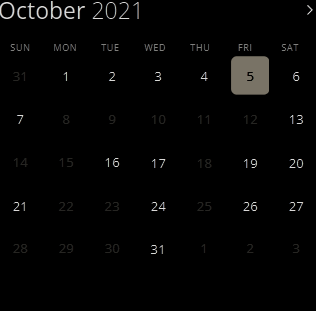 October 2021
SUN MON TUE WED THU FRI SAT
31 1 2 3 4 5 6
7 8 9 10 11 12 13
14 15 16 17 18 19 20
21 22 23 24 25 26 27
28 29 30 31 1 2 3